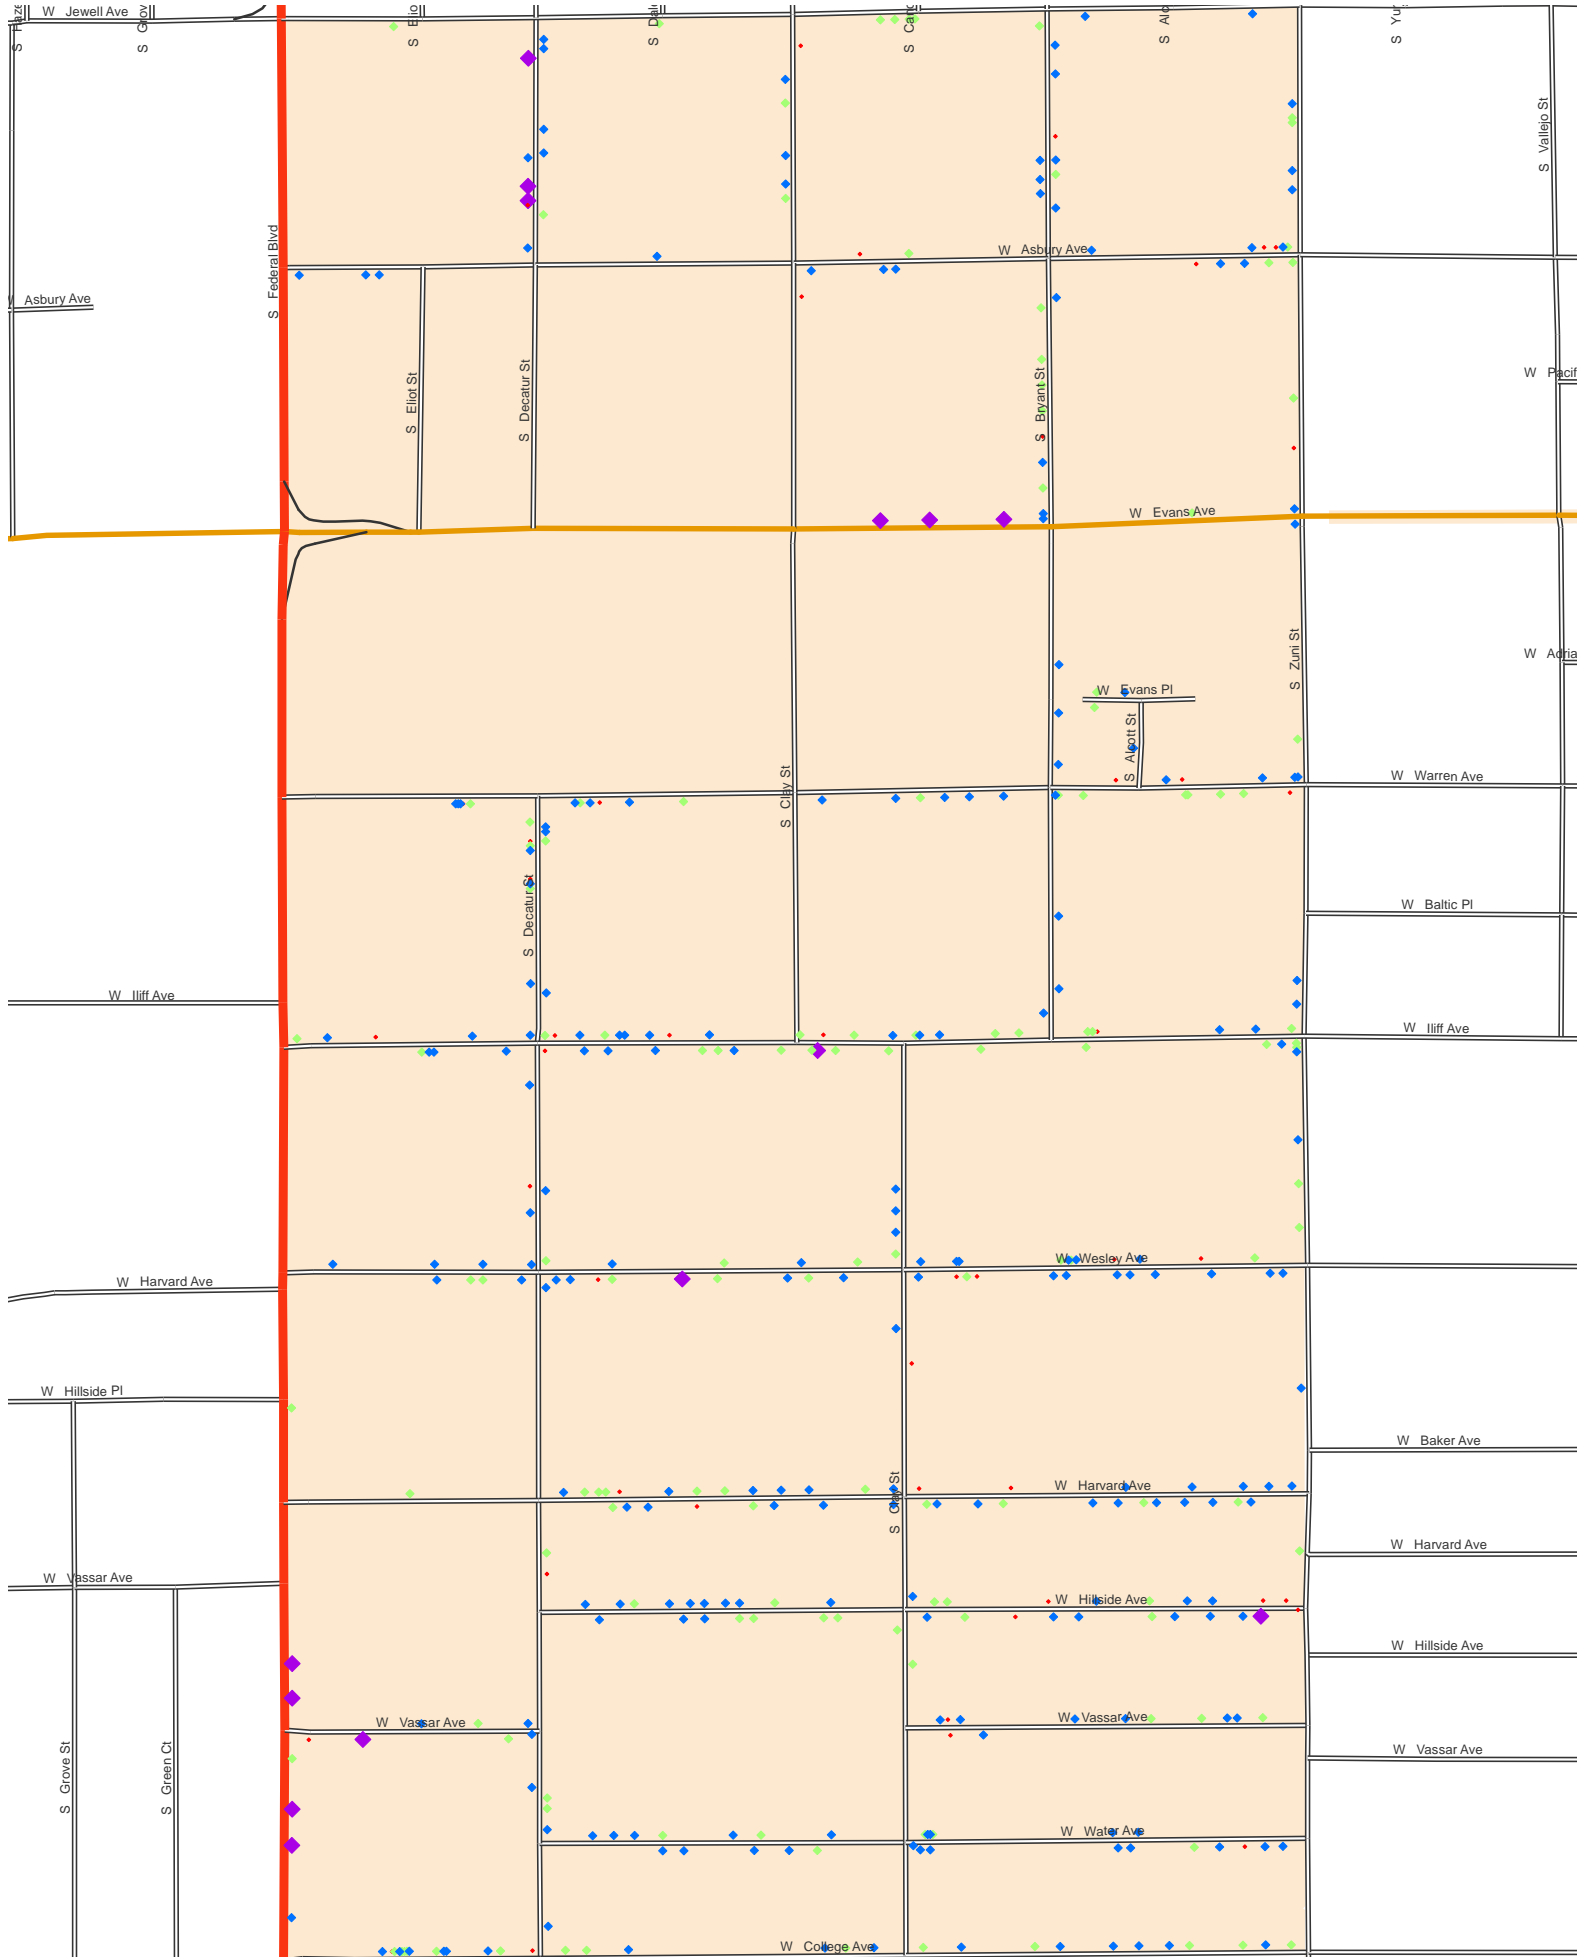 W Jewell Ave
S Vallejo St
S Federal Blvd
W Asbury Ave
Asbury Ave
S Eliot St
S Decatur St
S Bryant St
W Evans Ave
S Zuni St
W Evans Pl
S Alcott St
S Clay St
W Warren Ave
S Decatur St
W Baltic Pl
W Iliff Ave
W Iliff Ave
W Wesley Ave
W Harvard Ave
W Hillside Pl
W Baker Ave
S Clay St
W Harvard Ave
W Harvard Ave
W Vassar Ave
W Hillside Ave
W Hillside Ave
W Vassar Ave
W Vassar Ave
W Vassar Ave
S Grove St
S Green Ct
W Water Ave
W College Ave